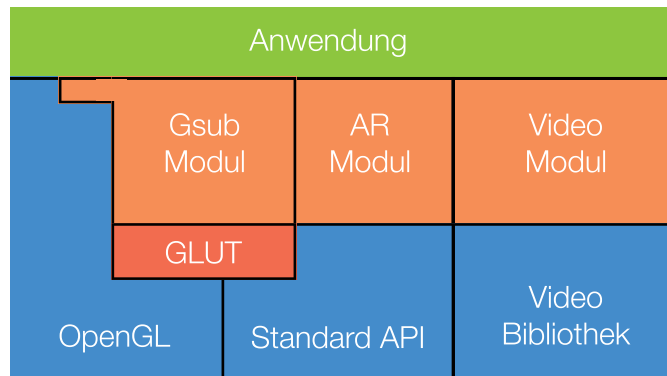 Anwendung
Gsub
Modul
AR
Modul
Video
Modul
GLUT
OpenGL
Standard API
Video
Bibliothek